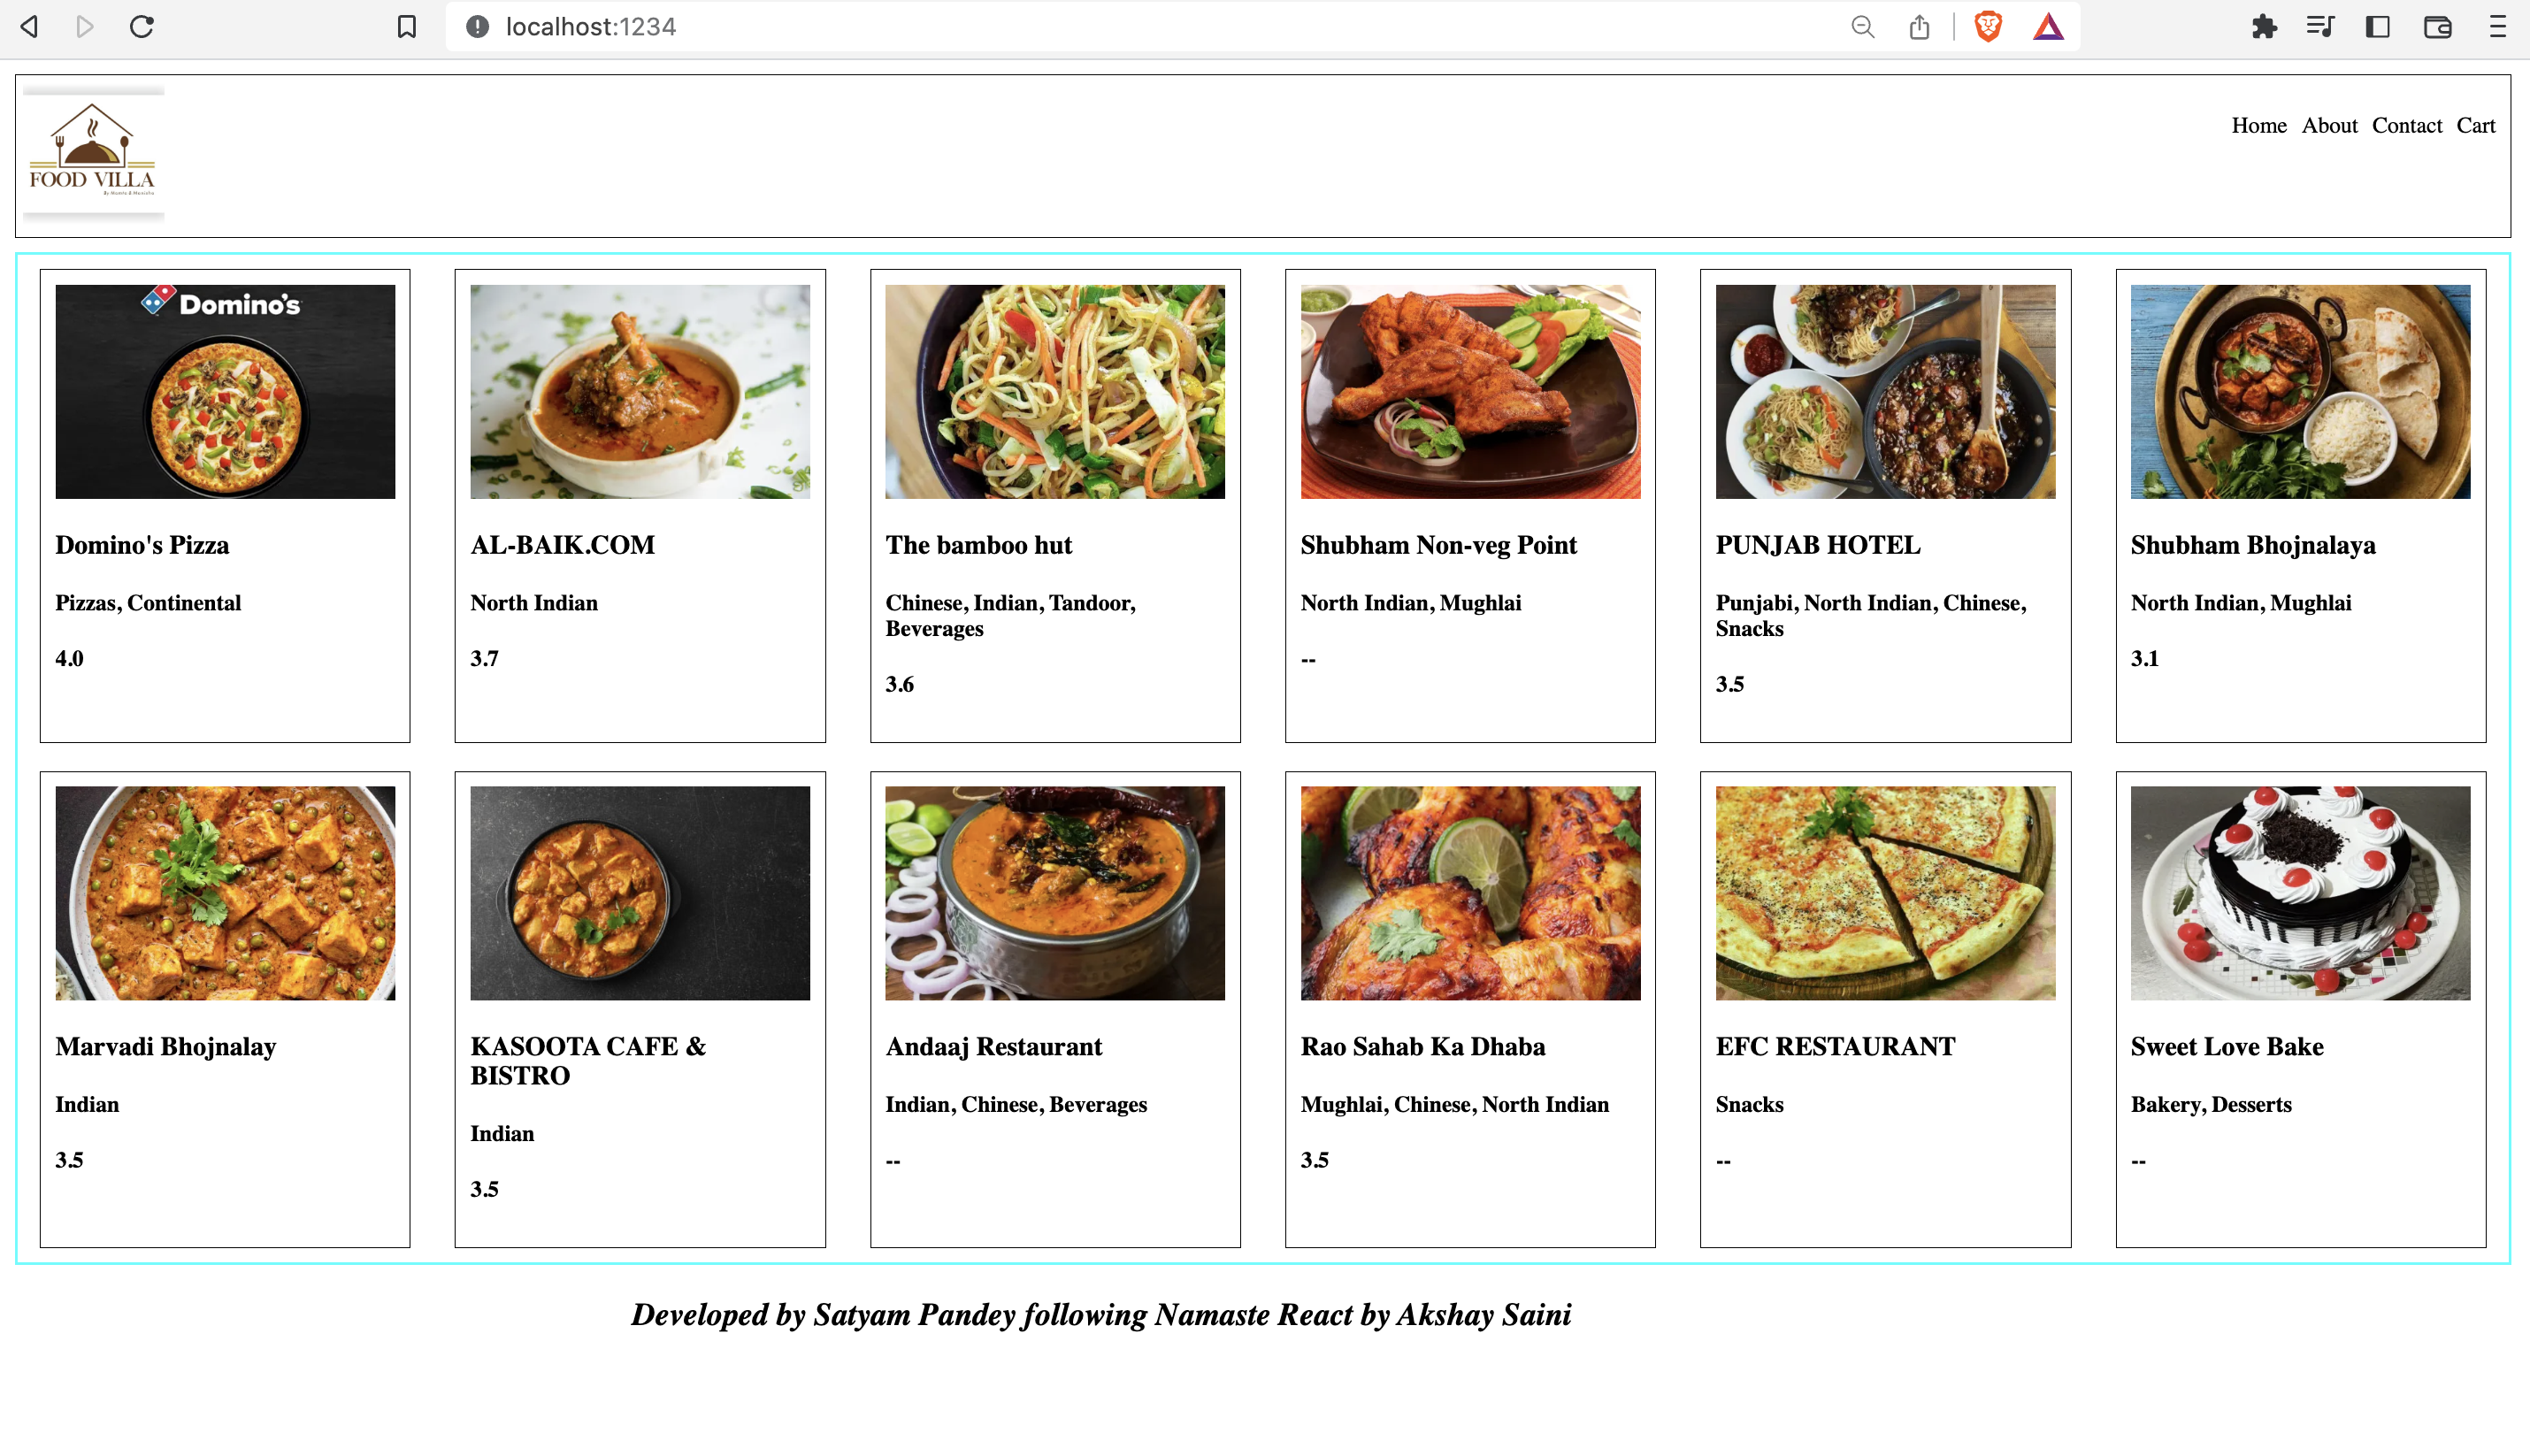 localhost:1234
FOOD VILLA
Home About Contact Cart
Domino's
Domino's Pizza
Pizzas, Continental
4.0
AL-BAIK.COM
North Indian
3.7
The bamboo hut
Chinese, Indian, Tandoor,
Beverages
3.6
Shubham Non-veg Point
North Indian, Mughlai
--
PUNJAB HOTEL
Punjabi, North Indian, Chinese,
Snacks
3.5
Shubham Bhojnalaya
North Indian, Mughlai
3.1
Marvadi Bhojnalay
Indian
3.5
KASOOTA CAFE &
BISTRO
Indian
3.5
Andaaj Restaurant
Indian, Chinese, Beverages
--
Rao Sahab Ka Dhaba
Mughlai, Chinese, North Indian
3.5
EFC RESTAURANT
Snacks
--
Sweet Love Bake
Bakery, Desserts
--
Developed by Satyam Pandey following Namaste React by Akshay Saini